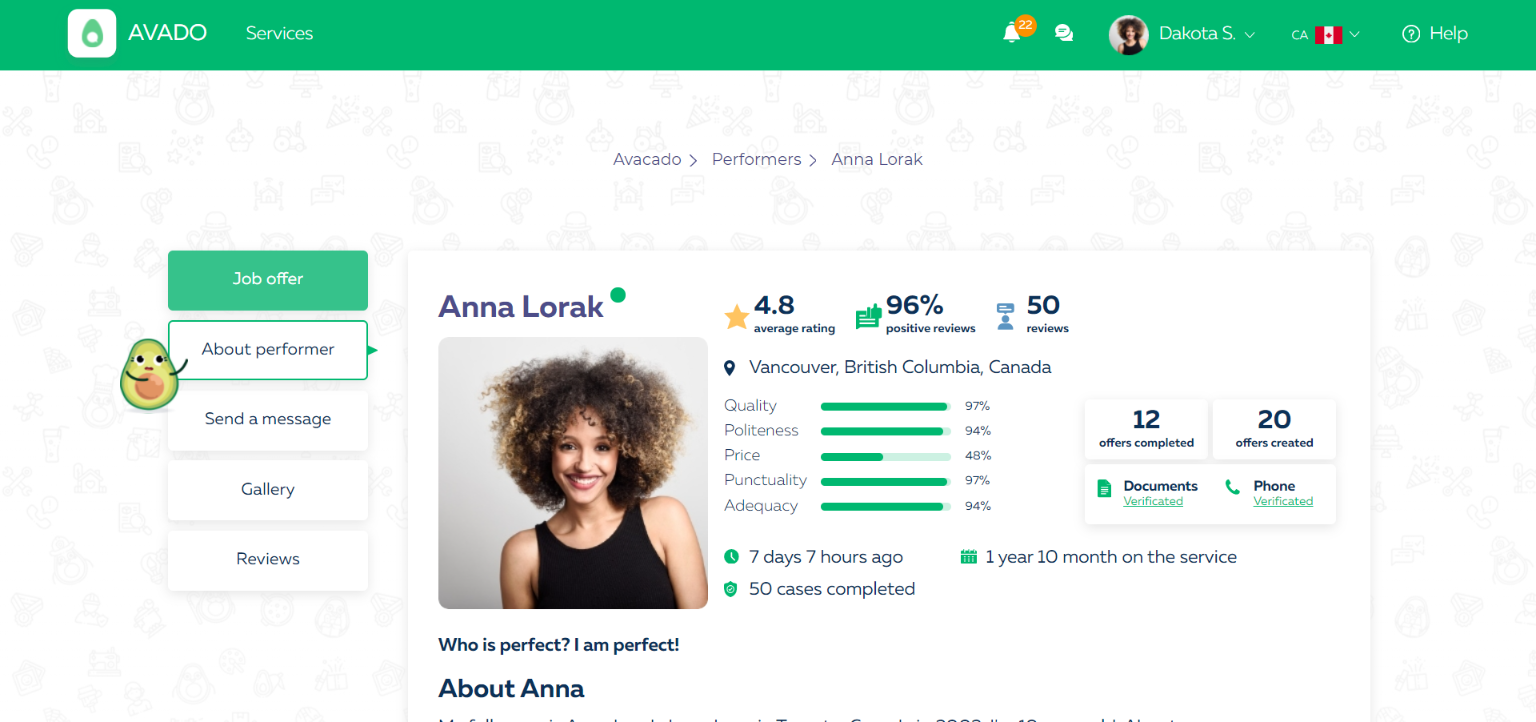 AVADO
Services
22
Dakota S.
CA
Help
Avacado
Performers
Anna Lorak
Job offer
About performer
Send a message
Gallery
Reviews
Anna Lorak
4.8
average rating
96%
positive reviews
50
reviews
Vancouver, British Columbia, Canada
Quality 97%
Politeness 94%
Price 48%
Punctuality 97%
Adequacy 94%
12
offers completed
20
offers created
Documents
Verificated
Phone
Verificated
7 days 7 hours ago
1 year 10 month on the service
50 cases completed
Who is perfect? I am perfect!
About Anna